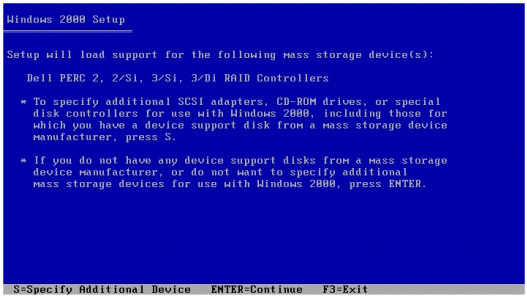 Windows 2000 Setup
Setup will load support for the following mass storage device(s):
Dell PERC 2, 2/Si, 3/Si, 3/Di RAID Controllers
* To specify additional SCSI adapters, CD-ROM drives, or special
disk controllers for use with Windows 2000, including those for
which you have a device support disk from a mass storage device
manufacturer, press S.
* If you do not have any device support disks from a mass storage
device manufacturer, or do not want to specify additional
mass storage devices for use with Windows 2000, press ENTER.
S=Specify Additional Device ENTER=Continue F3=Exit